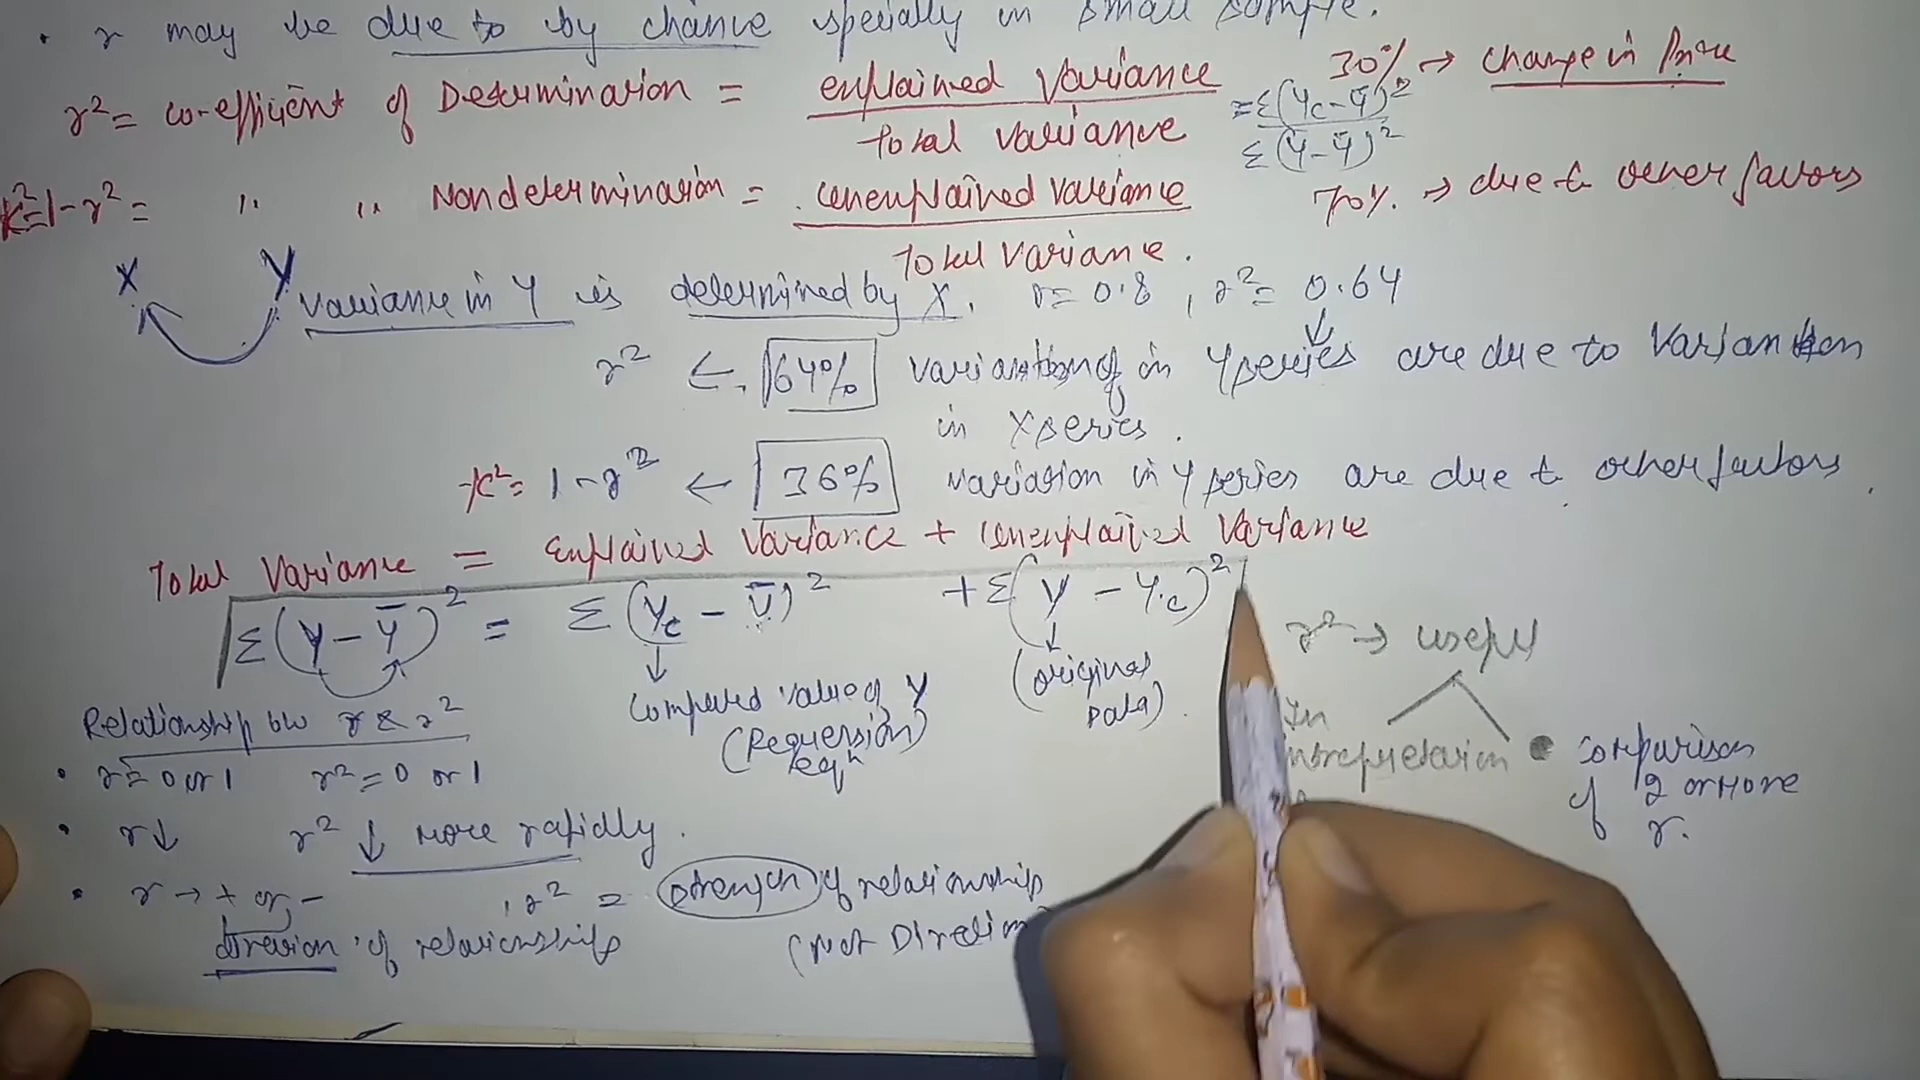 • r may be due to by chance specially in small sample.
r² = co-efficient of Determination = explained Variance / total Variance = Σ(Yc - Ȳ)² / Σ(Y - Ȳ)²
30% → Change in Price
K² = 1 - r² = " " Nondetermination = unexplained Variance / Total Variance.
70% → due to other factors
X Y
Variance in Y is determined by X. r = 0.8, r² = 0.64
r² ← 64% variation in Y series are due to Variation
in X series.
K² = 1 - r² ← 36% variation in Y series are due to other factors.
Total Variance = Explained Variance + Unexplained Variance
Σ(Y - Ȳ)² = Σ(Yc - Ȳ)² + Σ(Y - Yc)²
Computed value of Y
(Regression)
eqⁿ
(original
Data).
r² → useful
In
interpretation
• Comparison
of 2 or More
r.
Relationship bw r & r²
• r = 0 or 1 r² = 0 or 1
• r↓ r² ↓ More rapidly.
• r → + or - , r² = strength of relationship
direction of relationship (Not Direction